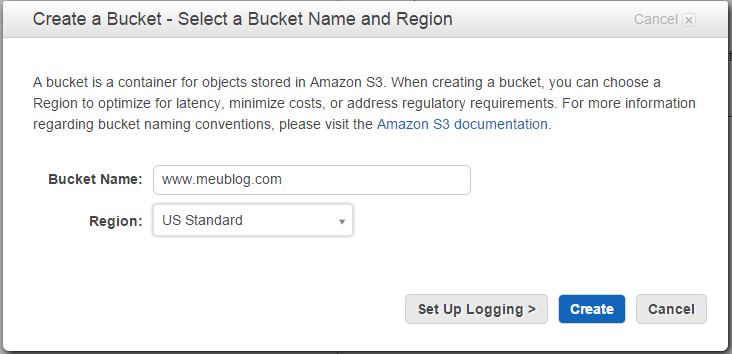 Create a Bucket - Select a Bucket Name and Region
Cancel x
A bucket is a container for objects stored in Amazon S3. When creating a bucket, you can choose a
Region to optimize for latency, minimize costs, or address regulatory requirements. For more information
regarding bucket naming conventions, please visit the Amazon S3 documentation.
Bucket Name: www.meublog.com
Region: US Standard
Set Up Logging > Create Cancel